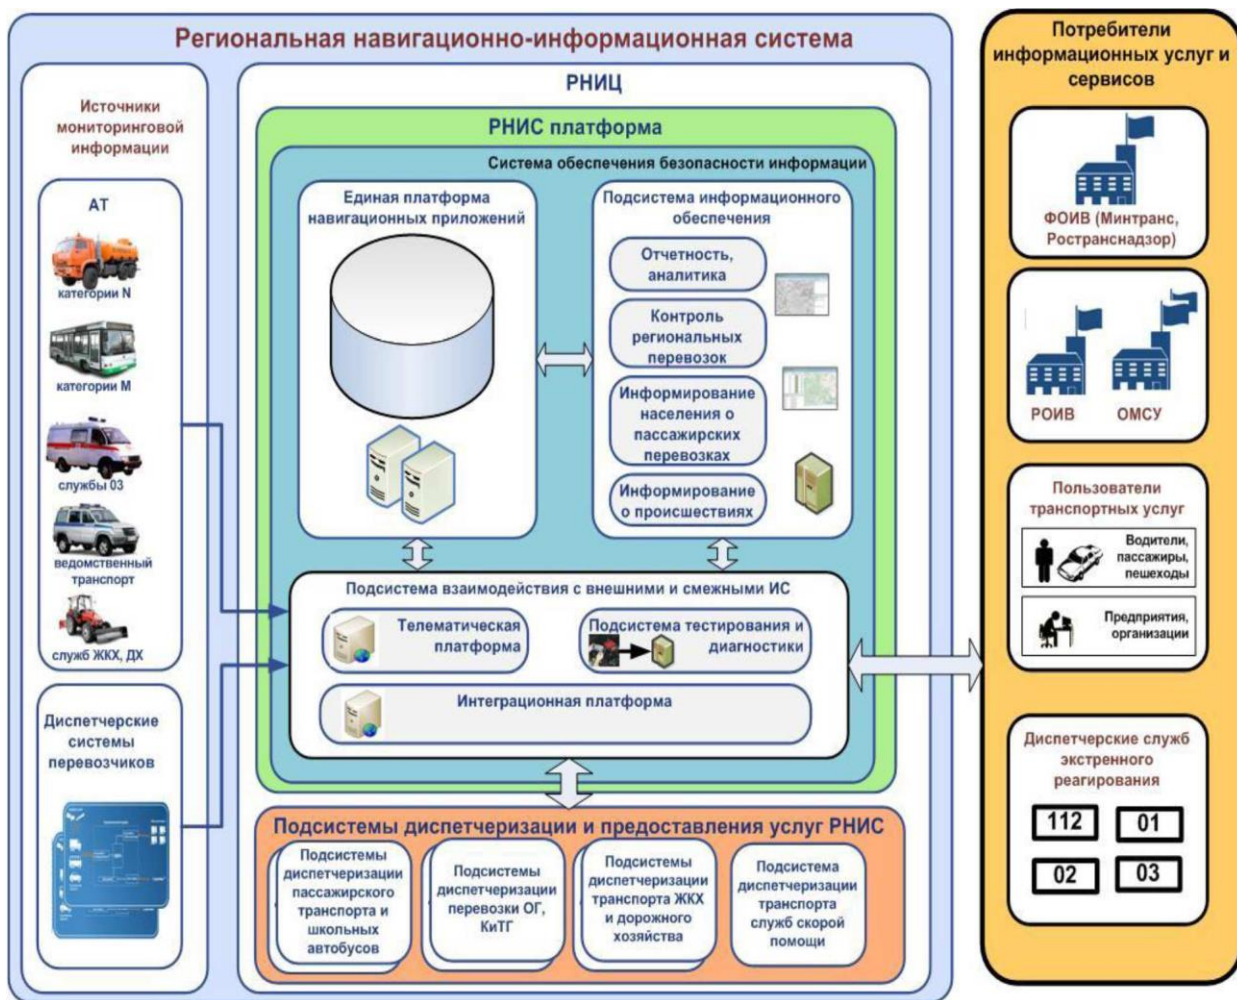 Региональная навигационно-информационная система
Источники
мониторинговой
информации
АТ
категории N
категории М
службы 03
ведомственный
транспорт
служб ЖКХ, ДХ
Диспетчерские
системы
перевозчиков
РНИЦ
РНИС платформа
Система обеспечения безопасности информации
Единая платформа
навигационных приложений
Подсистема информационного
обеспечения
Отчетность,
аналитика
Контроль
региональных
перевозок
Информирование
населения о
пассажирских
перевозках
Информирование
о происшествиях
Подсистема взаимодействия с внешними и смежными ИС
Телематическая
платформа
Подсистема тестирования и
диагностики
Интеграционная платформа
Подсистемы диспетчеризации и предоставления услуг РНИС
Подсистемы
диспетчеризации
пассажирского
транспорта и
школьных
автобусов
Подсистемы
диспетчеризации
перевозки ОГ,
КиТГ
Подсистемы
диспетчеризации
транспорта ЖКХ
и дорожного
хозяйства
Подсистема
диспетчеризации
транспорта
служб скорой
помощи
Потребители
информационных услуг и
сервисов
ФОИВ (Минтранс,
Ространснадзор)
РОИВ
ОМСУ
Пользователи
транспортных услуг
Водители,
пассажиры,
пешеходы
Предприятия,
организации
Диспетчерские служб
экстренного
реагирования
112
01
02
03